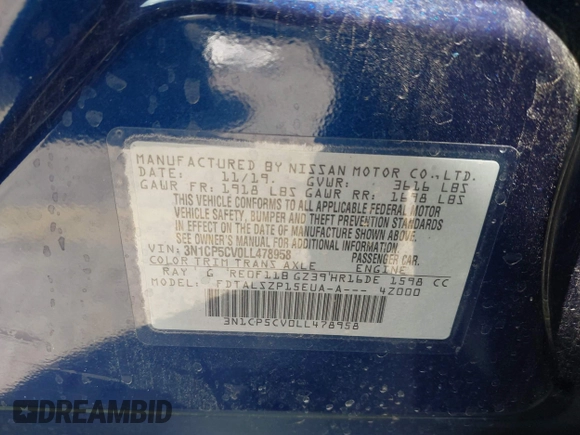 MANUFACTURED BY NISSAN MOTOR CO.,LTD.
DATE: 11/19. GVWR: 3616 LBS
GAWR FR: 1918 LBS GAWR RR: 1698 LBS
THIS VEHICLE CONFORMS TO ALL APPLICABLE FEDERAL MOTOR
VEHICLE SAFETY, BUMPER AND THEFT PREVENTION STANDARDS
IN EFFECT ON THE DATE OF MANUFACTURE SHOWN ABOVE.
SEE OWNER'S MANUAL FOR ADDITIONAL INFORMATION.
VIN: 3N1CP5CV0LL478958 PASSENGER CAR.
COLOR TRIM TRANS AXLE ENGINE
RAY G RE0F11B GZ39 HR16DE 1598 CC
MODEL: FDTALSZP15EUA-A--- 4Z000
3N1CP5CV0LL478958
DREAMBID